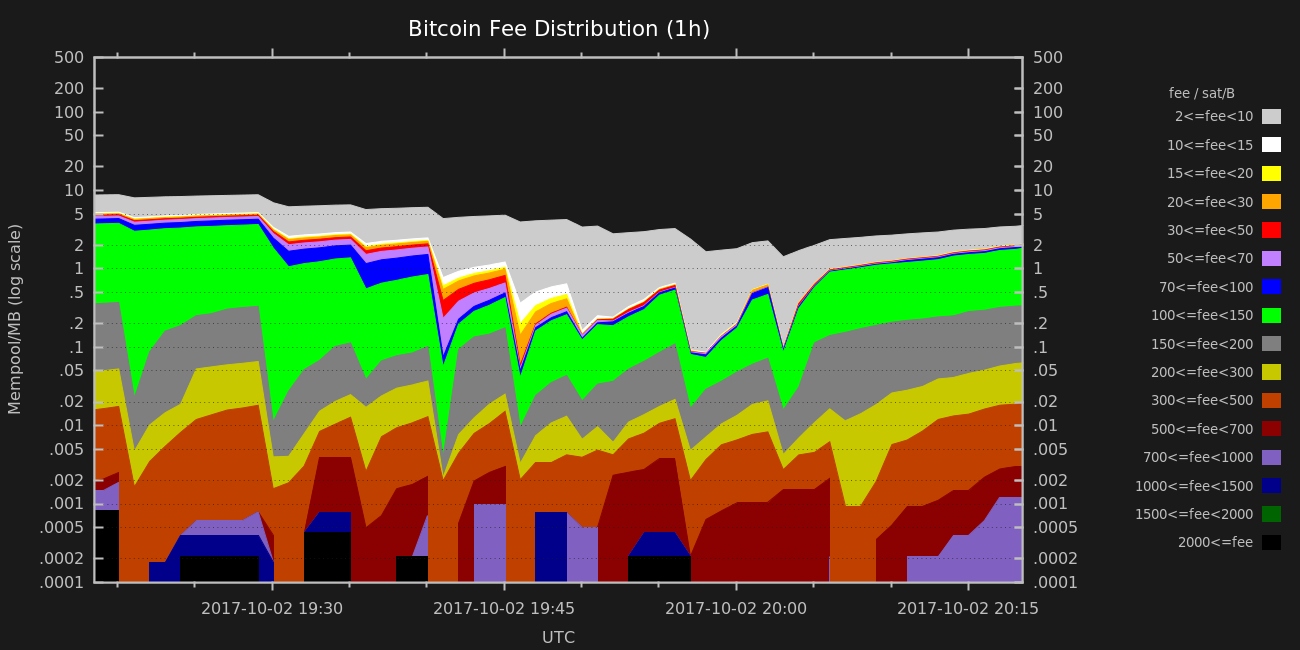 Bitcoin Fee Distribution (1h)
500
200
100
50
20
10
5
2
1
.5
.2
.1
.05
.02
.01
.005
.002
.001
.0005
.0002
.0001
Mempool/MB (log scale)
500
200
100
50
20
10
5
2
1
.5
.2
.1
.05
.02
.01
.005
.002
.001
.0005
.0002
.0001
2017-10-02 19:30
2017-10-02 19:45
2017-10-02 20:00
2017-10-02 20:15
UTC
fee / sat/B
2<=fee<10
10<=fee<15
15<=fee<20
20<=fee<30
30<=fee<50
50<=fee<70
70<=fee<100
100<=fee<150
150<=fee<200
200<=fee<300
300<=fee<500
500<=fee<700
700<=fee<1000
1000<=fee<1500
1500<=fee<2000
2000<=fee